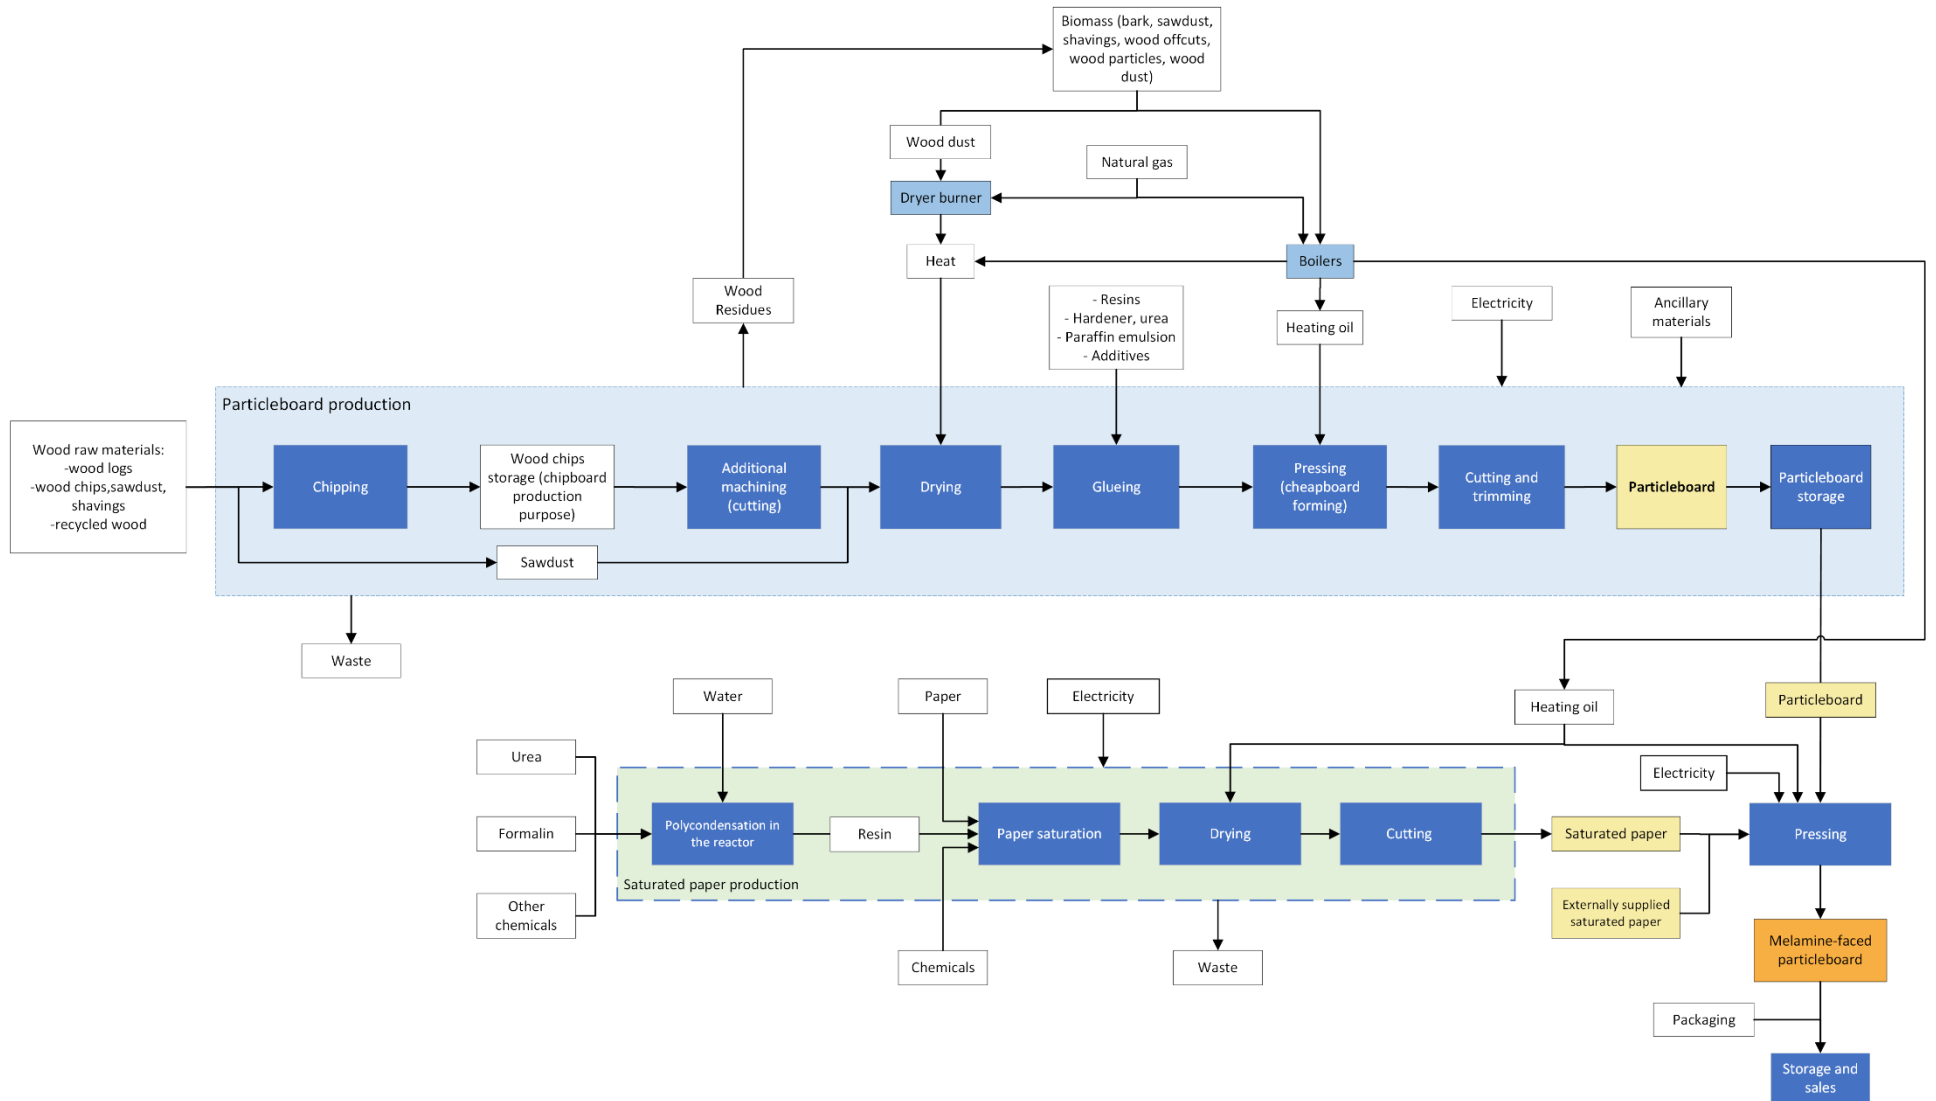 Biomass (bark, sawdust,
shavings, wood offcuts,
wood particles, wood
dust)
Wood dust
Natural gas
Dryer burner
Heat
Boilers
Wood
Residues
- Resins
- Hardener, urea
- Paraffin emulsion
- Additives
Heating oil
Electricity
Ancillary
materials
Particleboard production
Wood raw materials:
-wood logs
-wood chips,sawdust,
shavings
-recycled wood
Chipping
Wood chips
storage (chipboard
production
purpose)
Additional
machining
(cutting)
Drying
Glueing
Pressing
(cheapboard
forming)
Cutting and
trimming
Particleboard
Particleboard
storage
Sawdust
Waste
Water
Paper
Electricity
Heating oil
Particleboard
Urea
Formalin
Other
chemicals
Polycondensation in
the reactor
Resin
Paper saturation
Drying
Cutting
Saturated paper production
Electricity
Saturated paper
Pressing
Externally supplied
saturated paper
Chemicals
Waste
Melamine-faced
particleboard
Packaging
Storage and
sales